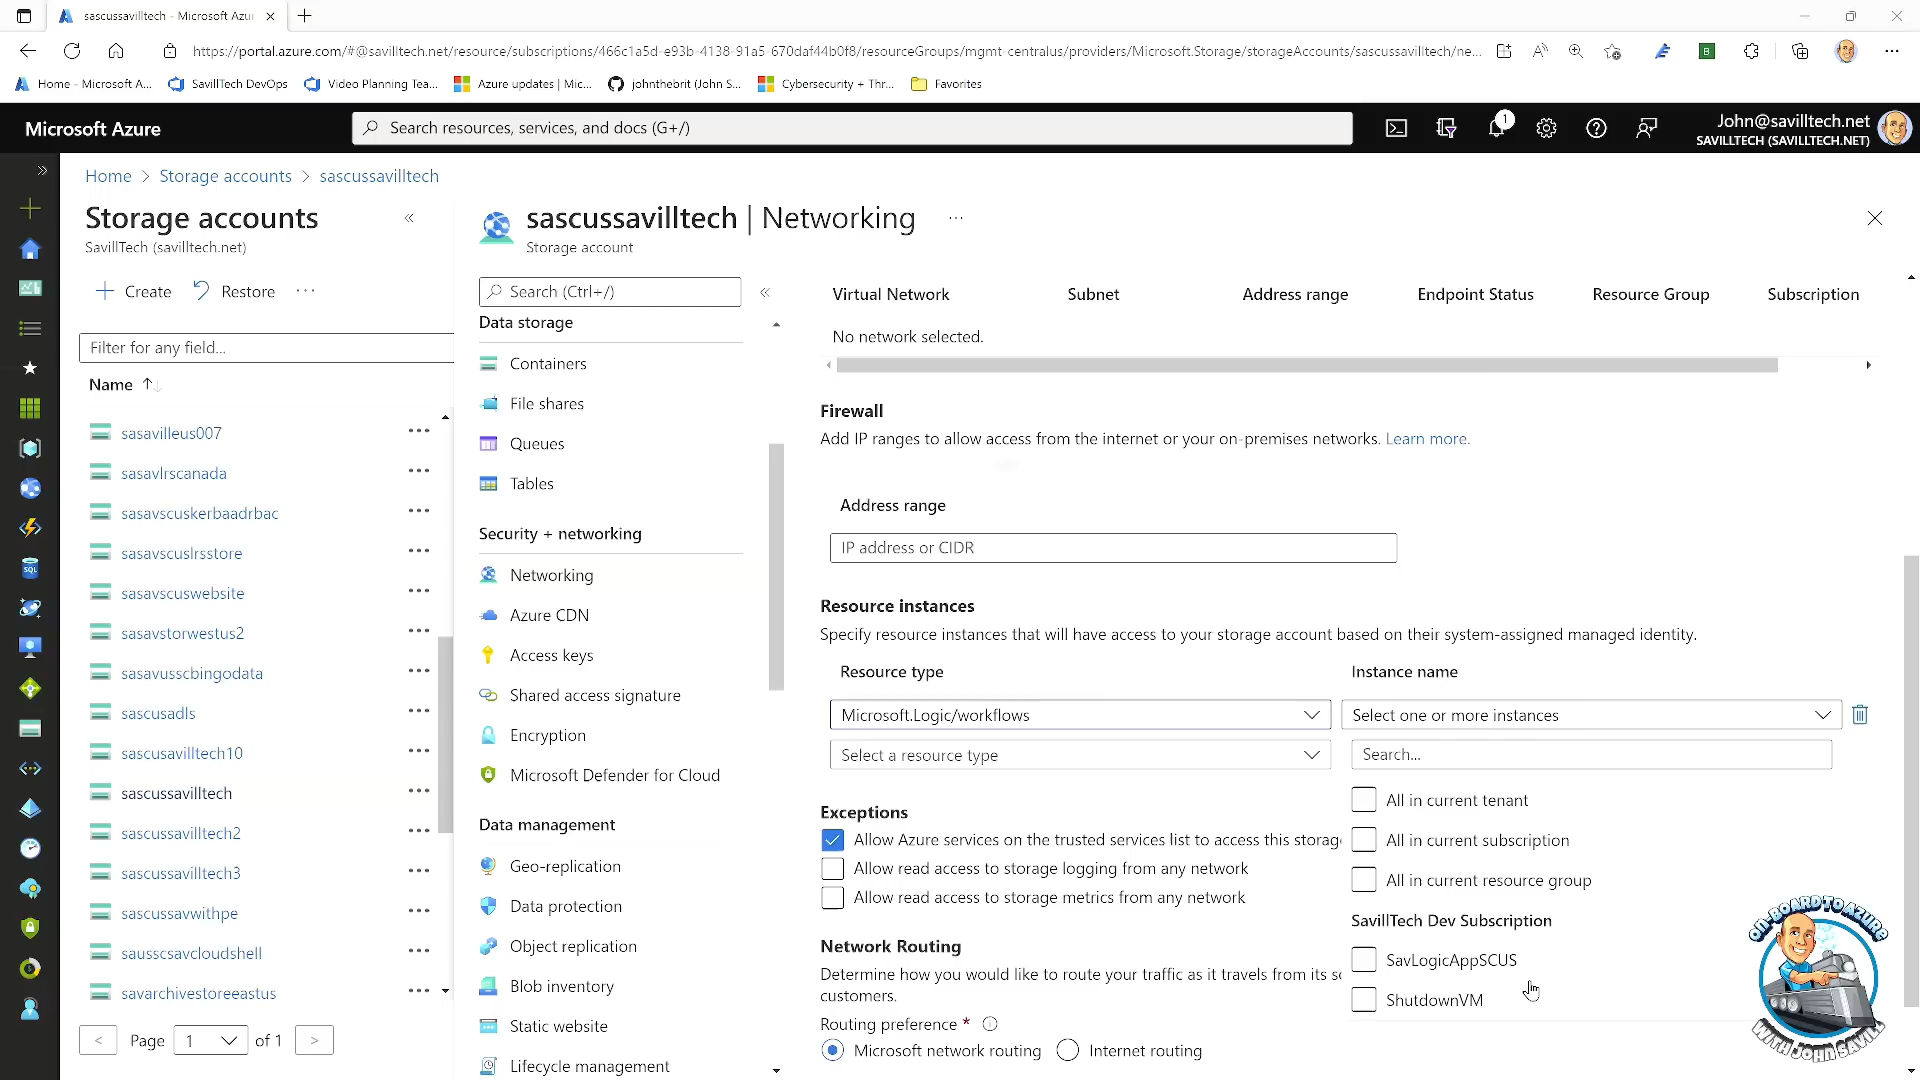 sascussavilltech - Microsoft Azu
https://portal.azure.com/#@savilltech.net/resource/subscriptions/466c1a5d-e93b-4138-91a5-670daf44b0f8/resourceGroups/mgmt-centralus/providers/Microsoft.Storage/storageAccounts/sascussavilltech/ne...
Home - Microsoft A...
SavillTech DevOps
Video Planning Tea...
Azure updates | Mic...
johnthebrit (John S...
Cybersecurity + Thr...
Favorites
Microsoft Azure
Search resources, services, and docs (G+/)
1
John@savilltech.net
SAVILLTECH (SAVILLTECH.NET)
Home > Storage accounts > sascussavilltech
Storage accounts
SavillTech (savilltech.net)
Create
Restore
Filter for any field...
Name
sasavilleus007
sasavlrscanada
sasavscuskerbaadrbac
sasavscuslrsstore
sasavscuswebsite
sasavstorwestus2
sasavusscbingodata
sascusadls
sascusavilltech10
sascussavilltech
sascussavilltech2
sascussavilltech3
sascussavwithpe
sausscsavcloudshell
savarchivestoreeastus
< Page 1 of 1 >
sascussavilltech | Networking
Storage account
Search (Ctrl+/)
Data storage
Containers
File shares
Queues
Tables
Security + networking
Networking
Azure CDN
Access keys
Shared access signature
Encryption
Microsoft Defender for Cloud
Data management
Geo-replication
Data protection
Object replication
Blob inventory
Static website
Lifecycle management
Virtual Network Subnet Address range Endpoint Status Resource Group Subscription
No network selected.
Firewall
Add IP ranges to allow access from the internet or your on-premises networks. Learn more.
Address range
IP address or CIDR
Resource instances
Specify resource instances that will have access to your storage account based on their system-assigned managed identity.
Resource type
Instance name
Microsoft.Logic/workflows
Select one or more instances
Select a resource type
Search...
All in current tenant
All in current subscription
All in current resource group
SavillTech Dev Subscription
SavLogicAppSCUS
ShutdownVM
Exceptions
Allow Azure services on the trusted services list to access this storag
Allow read access to storage logging from any network
Allow read access to storage metrics from any network
Network Routing
Determine how you would like to route your traffic as it travels from its so
customers.
Routing preference *
Microsoft network routing
Internet routing
ON-BOARD TO AZURE
WITH JOHN SAVILL